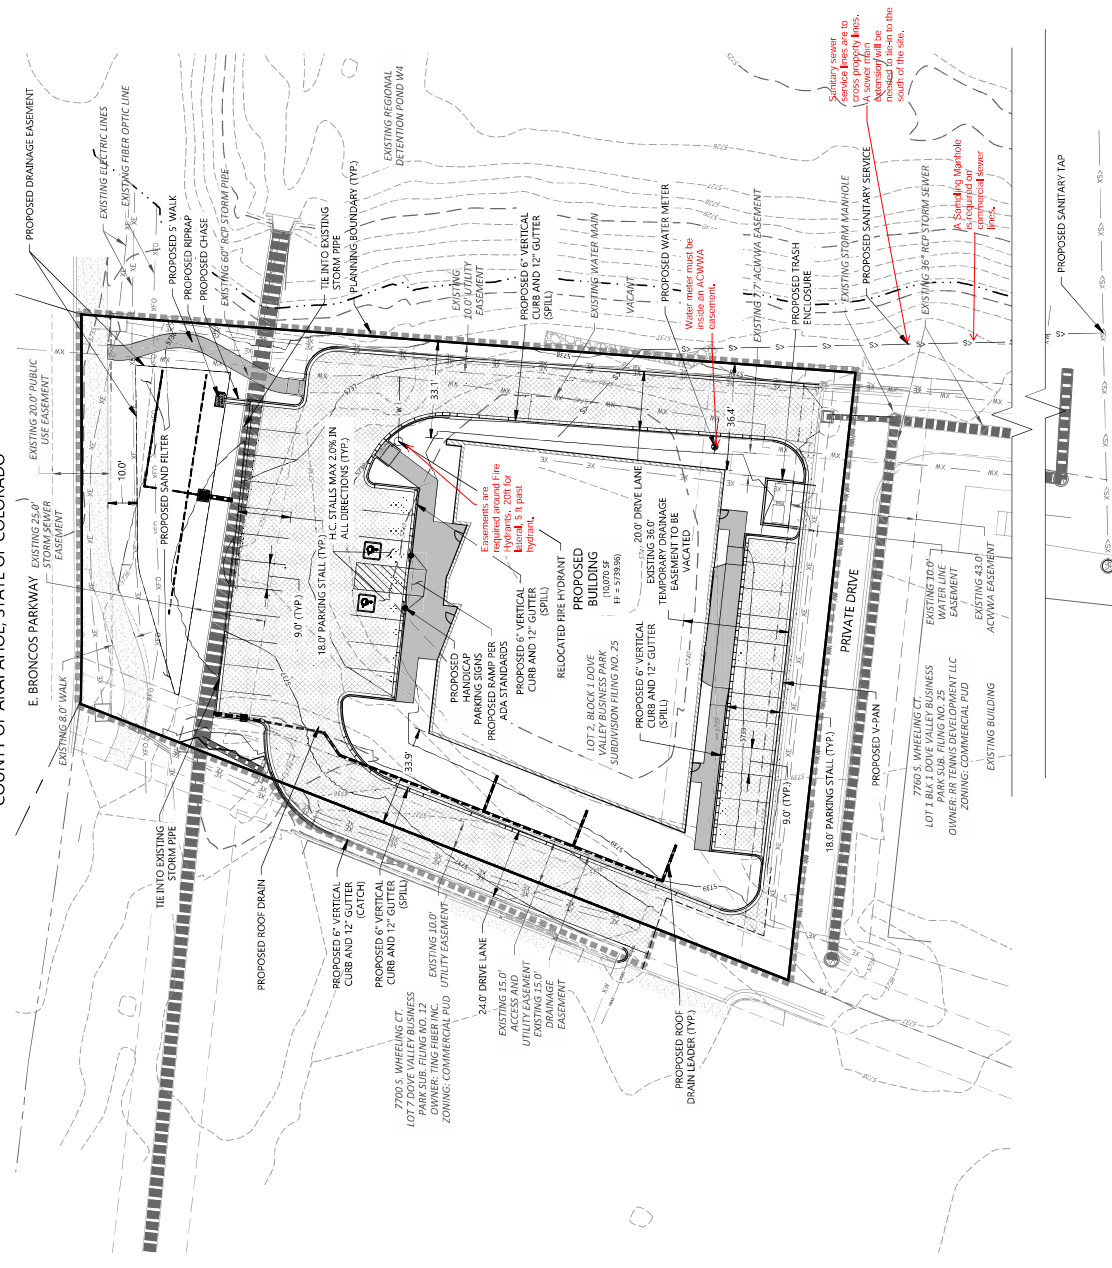 COUNTY OF ARAPAHOE, STATE OF COLORADO
E. BRONCOS PARKWAY
PROPOSED DRAINAGE EASEMENT
EXISTING ELECTRIC LINES
EXISTING FIBER OPTIC LINE
PROPOSED 5' WALK
PROPOSED RIPRAP
PROPOSED CHASE
EXISTING 60" RCP STORM PIPE
TIE INTO EXISTING
STORM PIPE
PLANNING BOUNDARY (TYP.)
EXISTING REGIONAL
DETENTION POND W4
EXISTING
10.0' UTILITY
EASEMENT
PROPOSED 6" VERTICAL
CURB AND 12" GUTTER
(SPILL)
EXISTING WATER MAIN
VACANT
PROPOSED WATER METER
Water meter must be
inside an ACWWA
easement.
EXISTING 7.7' ACWWA EASEMENT
PROPOSED TRASH
ENCLOSURE
EXISTING STORM MANHOLE
PROPOSED SANITARY SERVICE
EXISTING 36" RCP STORM SEWER
Sanitary sewer
service lines are to
cross property lines.
A sewer main
extension will be
needed to tie-in to the
south of the site.
A Sampling Manhole
is required on
commercial sewer
lines.
PROPOSED SANITARY TAP
EXISTING 20.0' PUBLIC
USE EASEMENT
EXISTING 25.0'
STORM SEWER
EASEMENT
10.0'
PROPOSED SAND FILTER
EXISTING 8.0' WALK
9.0' (TYP.)
18.0' PARKING STALL (TYP.)
H.C. STALLS MAX 2.0% IN
ALL DIRECTIONS (TYP.)
33.1'
36.4'
33.9'
Easements are
required around Fire
Hydrants. 20ft for
lateral, 5 ft past
hydrant.
PROPOSED
HANDICAP
PARKING SIGNS
PROPOSED RAMP PER
ADA STANDARDS
PROPOSED 6" VERTICAL
CURB AND 12" GUTTER
(SPILL)
RELOCATED FIRE HYDRANT
PROPOSED
BUILDING
(10,070 SF
FF = 5739.96)
LOT 2, BLOCK 1 DOVE
VALLEY BUSINESS PARK
SUBDIVISION FILING NO. 25
20.0' DRIVE LANE
EXISTING 36.0'
TEMPORARY DRAINAGE
EASEMENT TO BE
VACATED
PROPOSED 6" VERTICAL
CURB AND 12" GUTTER
(SPILL)
9.0' (TYP.)
18.0' PARKING STALL (TYP.)
PRIVATE DRIVE
PROPOSED V-PAN
EXISTING 10.0'
WATER LINE
EASEMENT
EXISTING 43.0'
ACWWA EASEMENT
7760 S. WHEELING CT.
LOT 1 BLK 1 DOVE VALLEY BUSINESS
PARK SUB. FILING NO. 25
OWNER: RR TENNIS DEVELOPMENT LLC
ZONING: COMMERCIAL PUD
EXISTING BUILDING
TIE INTO EXISTING
STORM PIPE
PROPOSED ROOF DRAIN
PROPOSED 6" VERTICAL
CURB AND 12" GUTTER
(CATCH)
PROPOSED 6" VERTICAL
CURB AND 12" GUTTER
(SPILL)
EXISTING 10.0'
UTILITY EASEMENT
7700 S. WHEELING CT.
LOT 7 DOVE VALLEY BUSINESS
PARK SUB. FILING NO. 12
OWNER: TING FIBER INC.
ZONING: COMMERCIAL PUD
24.0' DRIVE LANE
EXISTING 15.0'
ACCESS AND
UTILITY EASEMENT
EXISTING 15.0'
DRAINAGE
EASEMENT
PROPOSED ROOF
DRAIN LEADER (TYP.)